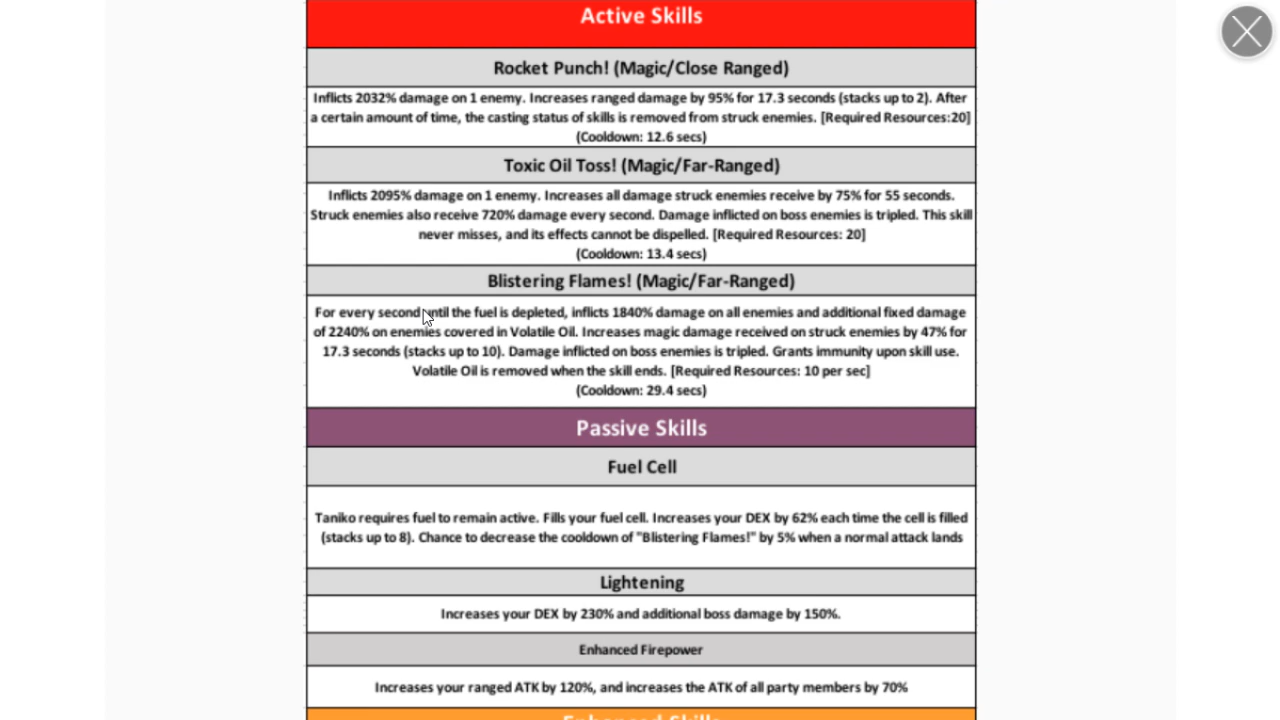 Active Skills
Rocket Punch! (Magic/Close Ranged)
Inflicts 2032% damage on 1 enemy. Increases ranged damage by 95% for 17.3 seconds (stacks up to 2). After
a certain amount of time, the casting status of skills is removed from struck enemies. [Required Resources:20]
(Cooldown: 12.6 secs)
Toxic Oil Toss! (Magic/Far-Ranged)
Inflicts 2095% damage on 1 enemy. Increases all damage struck enemies receive by 75% for 55 seconds.
Struck enemies also receive 720% damage every second. Damage inflicted on boss enemies is tripled. This skill
never misses, and its effects cannot be dispelled. [Required Resources: 20]
(Cooldown: 13.4 secs)
Blistering Flames! (Magic/Far-Ranged)
For every second until the fuel is depleted, inflicts 1840% damage on all enemies and additional fixed damage
of 2240% on enemies covered in Volatile Oil. Increases magic damage received on struck enemies by 47% for
17.3 seconds (stacks up to 10). Damage inflicted on boss enemies is tripled. Grants immunity upon skill use.
Volatile Oil is removed when the skill ends. [Required Resources: 10 per sec]
(Cooldown: 29.4 secs)
Passive Skills
Fuel Cell
Taniko requires fuel to remain active. Fills your fuel cell. Increases your DEX by 62% each time the cell is filled
(stacks up to 8). Chance to decrease the cooldown of "Blistering Flames!" by 5% when a normal attack lands
Lightening
Increases your DEX by 230% and additional boss damage by 150%.
Enhanced Firepower
Increases your ranged ATK by 120%, and increases the ATK of all party members by 70%
Enhanced Skills